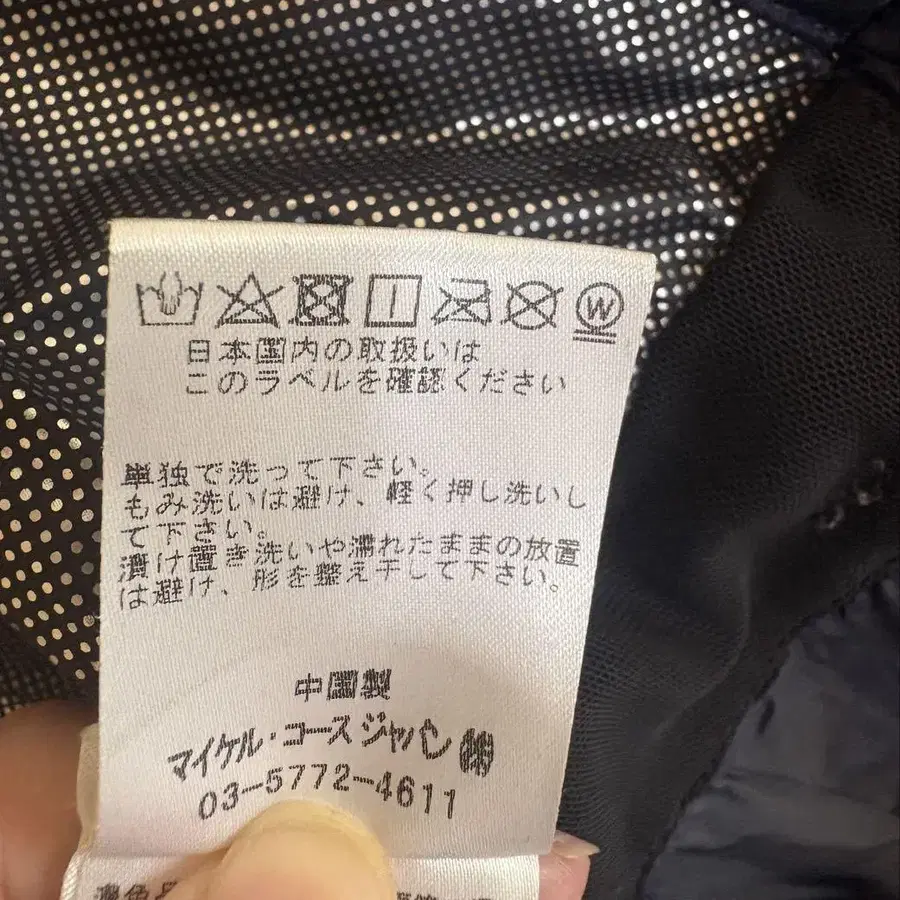 W
日本国内の取扱いは
このラベルを確認ください
単独で洗って下さい。
もみ洗いは避け、軽く押し洗いし
て下さい。
漬け置き洗いや濡れたままの放置
は避け、形を整え干して下さい。
中国製
マイケル・コースジャパン㈱
03-5772-4611